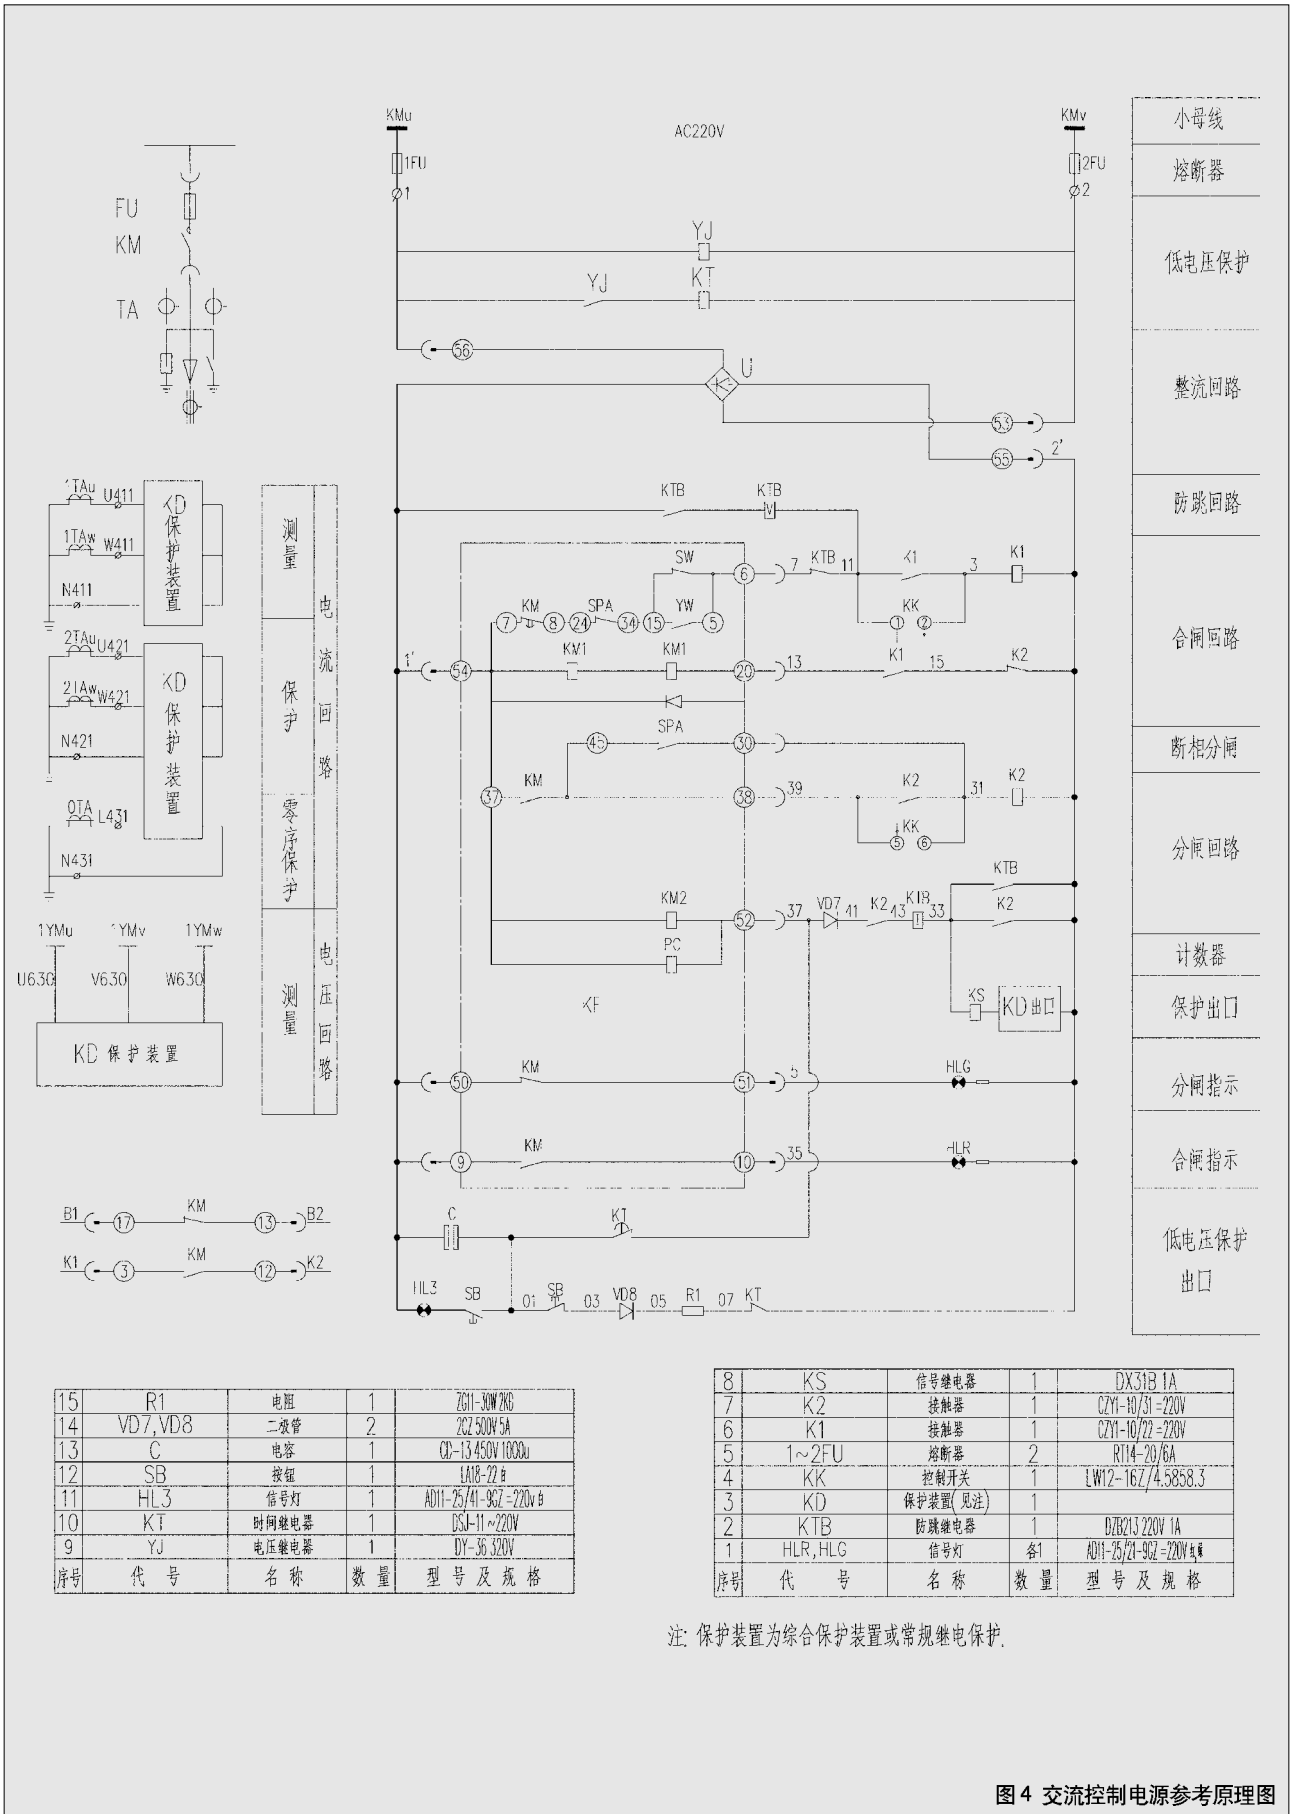 KMu
AC220V
KMv
小母线
1FU
2FU
熔断器
1
2
FU
KM
TA
YJ
YJ
KT
低电压保护
56
U
53
55
2'
整流回路
1TAu
U411
1TAw
W411
N411
KD
保护装置
2TAu
U421
W421
N421
KD
保护装置
0TA
L431
N431
测量
保护
零序保护
电流回路
测量
电压回路
KTB
KTB
V
防跳回路
SW
6
7
KTB
11
K1
3
K1
7
KM
8
24
SPA
34
15
YW
5
KK
1
2
合闸回路
1'
54
KM1
KM1
20
13
K1
15
K2
SPA
45
30
断相分闸
37
KM
38
39
K2
31
K2
KK
5
6
分闸回路
KTB
KM2
52
37
VD7
41
K2
43
33
K2
PC
计数器
KS
KD出口
保护出口
1YMu
1YMv
1YMw
U630
V630
W630
KD 保护装置
50
KM
51
5
HLG
分闸指示
9
KM
10
35
HLR
合闸指示
B1
17
KM
13
B2
K1
3
KM
12
K2
C
KT
HL3
SB
01
SB
03
VD8
05
R1
07
KT
低电压保护
出口
15 R1 电阻 1 ZG11-30W 2KΩ
14 VD7,VD8 二极管 2 2CZ 500V 5A
13 C 电容 1 CD-13 450V 1000u
12 SB 按钮 1 LA18-22 白
11 HL3 信号灯 1 AD11-25/41-9GZ =220v 白
10 KT 时间继电器 1 DSJ-11 ~220V
9 YJ 电压继电器 1 DY-36 320V
序号 代号 名称 数量 型号及规格
8 KS 信号继电器 1 DX31B 1A
7 K2 接触器 1 CZY1-10/31 =220V
6 K1 接触器 1 CZY1-10/22 =220V
5 1~2FU 熔断器 2 RT14-20/6A
4 KK 控制开关 1 LW12-16Z/4.5858.3
3 KD 保护装置(见注) 1
2 KTB 防跳继电器 1 DZB213 220V 1A
1 HLR,HLG 信号灯 各1 AD11-25/21-9GZ =220V
序号 代号 名称 数量 型号及规格
注: 保护装置为综合保护装置或常规继电保护.
图4 交流控制电源参考原理图